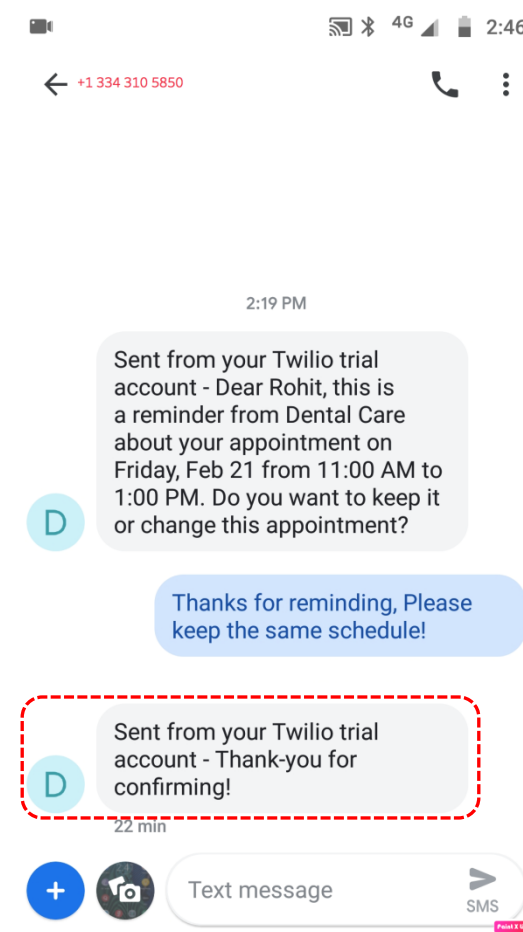 4G 2:46
+1 334 310 5850
2:19 PM
Sent from your Twilio trial
account - Dear Rohit, this is
a reminder from Dental Care
about your appointment on
Friday, Feb 21 from 11:00 AM to
1:00 PM. Do you want to keep it
or change this appointment?
D
Thanks for reminding, Please
keep the same schedule!
Sent from your Twilio trial
account - Thank-you for
confirming!
D
22 min
Text message
SMS
Paint X